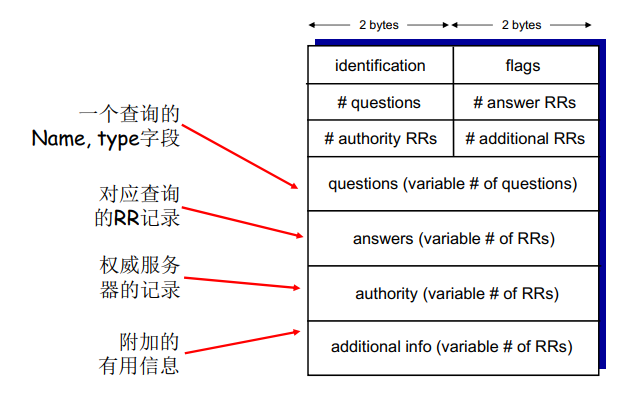 2 bytes 2 bytes
identification flags
# questions # answer RRs
# authority RRs # additional RRs
一个查询的
Name, type字段
questions (variable # of questions)
对应查询
的RR记录
answers (variable # of RRs)
权威服务
器的记录
authority (variable # of RRs)
附加的
有用信息
additional info (variable # of RRs)